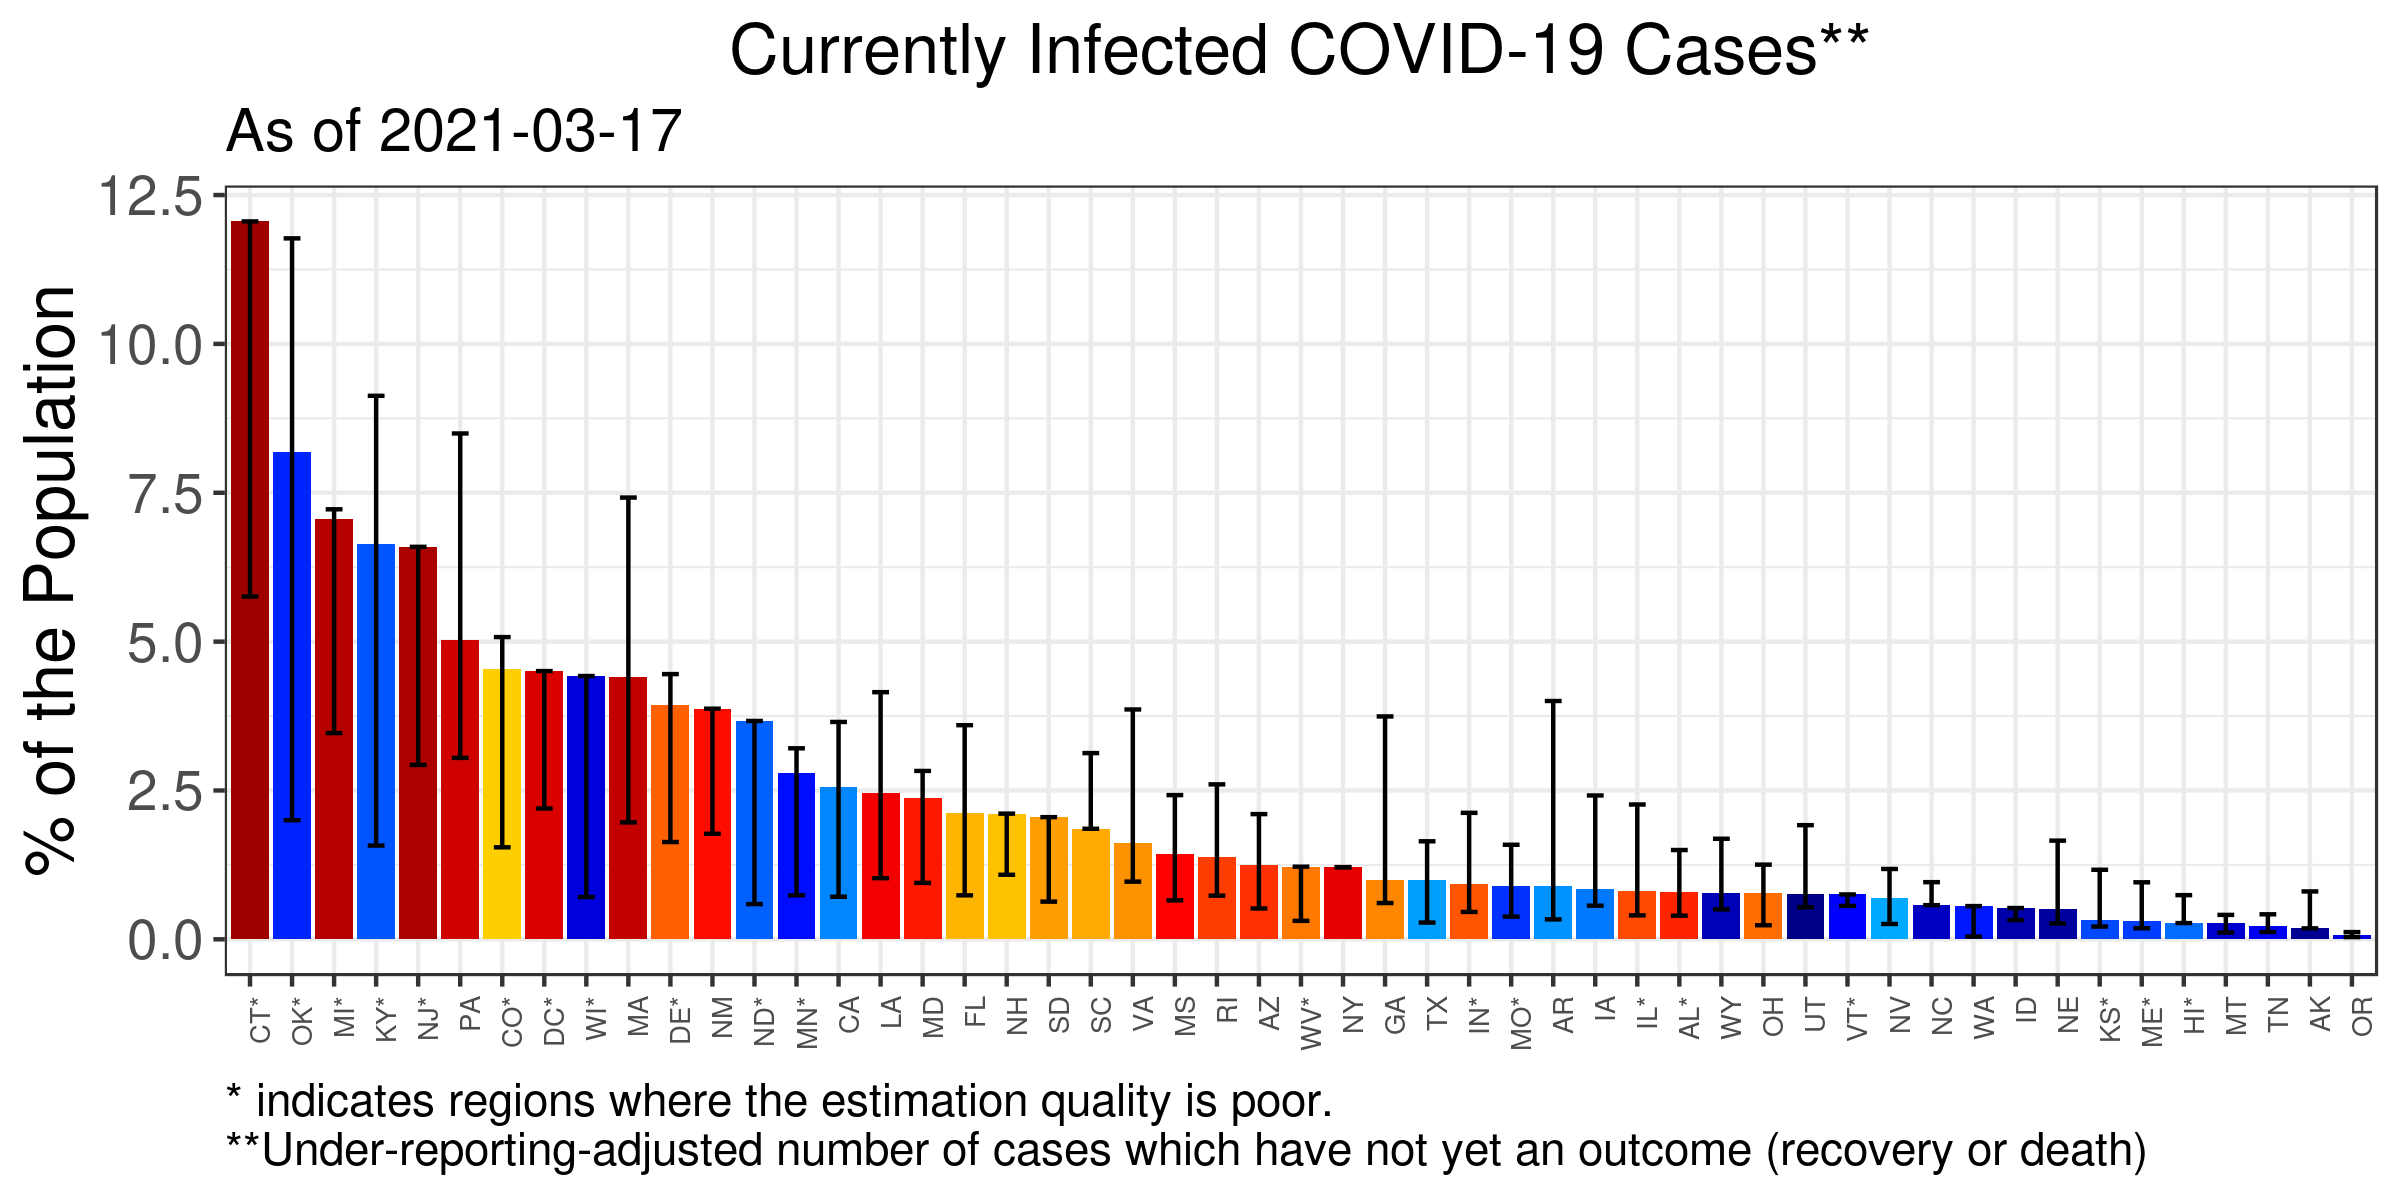 Currently Infected COVID-19 Cases**
As of 2021-03-17
% of the Population
12.5
10.0
7.5
5.0
2.5
0.0
CT* OK* MI* KY* NJ* PA CO* DC* WI* MA DE* NM ND* MN* CA LA MD FL NH SD SC VA MS RI AZ WV* NY GA TX IN* MO* AR IA IL* AL* WY OH UT VT* NV NC WA ID NE KS* ME* HI* MT TN AK OR
* indicates regions where the estimation quality is poor.
**Under-reporting-adjusted number of cases which have not yet an outcome (recovery or death)